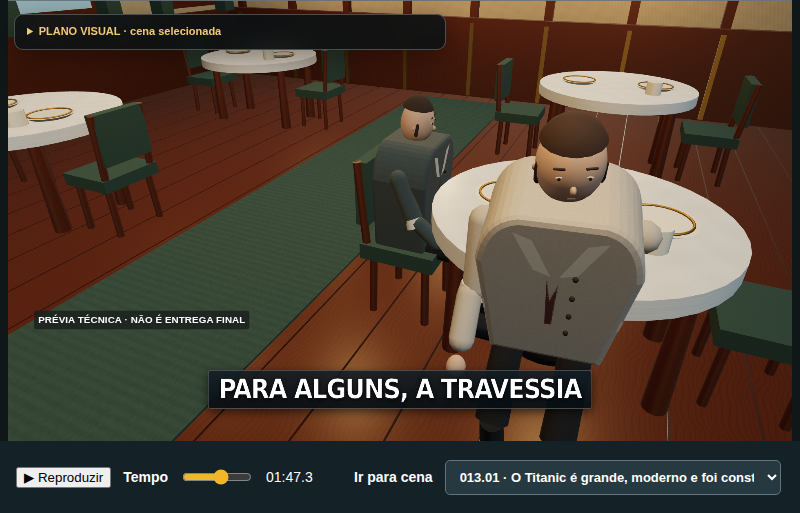 ▶ PLANO VISUAL · cena selecionada
PRÉVIA TÉCNICA · NÃO É ENTREGA FINAL
PARA ALGUNS, A TRAVESSIA
▶ Reproduzir Tempo 01:47.3 Ir para cena 013.01 · O Titanic é grande, moderno e foi